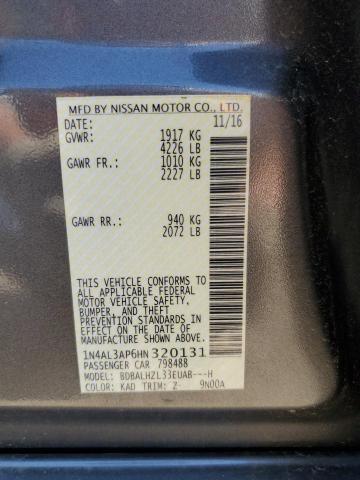 MFD BY NISSAN MOTOR CO., LTD.
DATE: 11/16
GVWR: 1917 KG
4226 LB
GAWR FR.: 1010 KG
2227 LB
GAWR RR.: 940 KG
2072 LB
THIS VEHICLE CONFORMS TO
ALL APPLICABLE FEDERAL
MOTOR VEHICLE SAFETY,
BUMPER, AND THEFT
PREVENTION STANDARDS IN
EFFECT ON THE DATE OF
MANUFACTURE SHOWN ABOVE.
1N4AL3AP6HN 320131
PASSENGER CAR 798488
MODEL: BDBALHZL33EUAB---H
COLOR: KAD TRIM: Z 9N00A